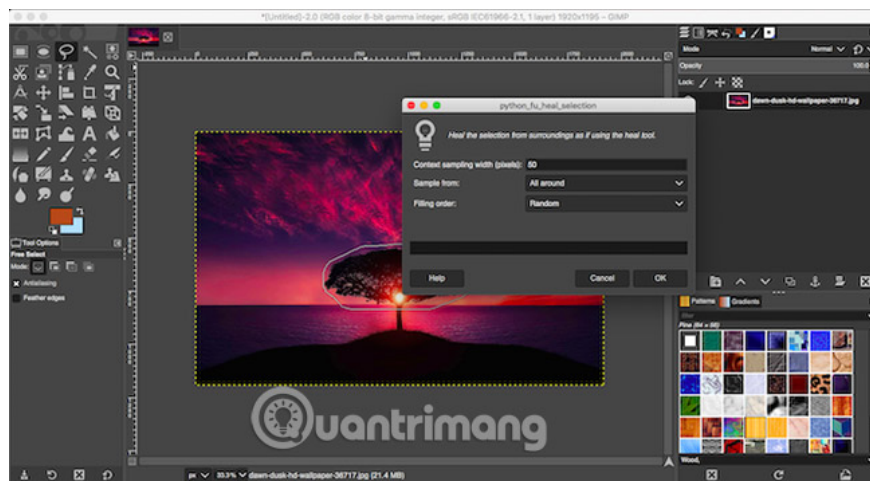 *[Untitled]-2.0 (RGB color 8-bit gamma integer, sRGB IEC61966-2.1, 1 layer) 1920x1195 – GIMP
Mode Normal
Opacity 100.0
Lock:
dawn-dusk-hd-wallpaper-36717.jpg
python_fu_heal_selection
Heal the selection from surroundings as if using the heal tool.
Context sampling width (pixels): 50
Sample from: All around
Filling order: Random
Help Cancel OK
Tool Options
Free Select
Mode:
Antialiasing
Feather edges
Patterns Gradients
filter
Pine (64 × 56)
Wood,
Quantrimang
px 33.3% dawn-dusk-hd-wallpaper-36717.jpg (21.4 MB)